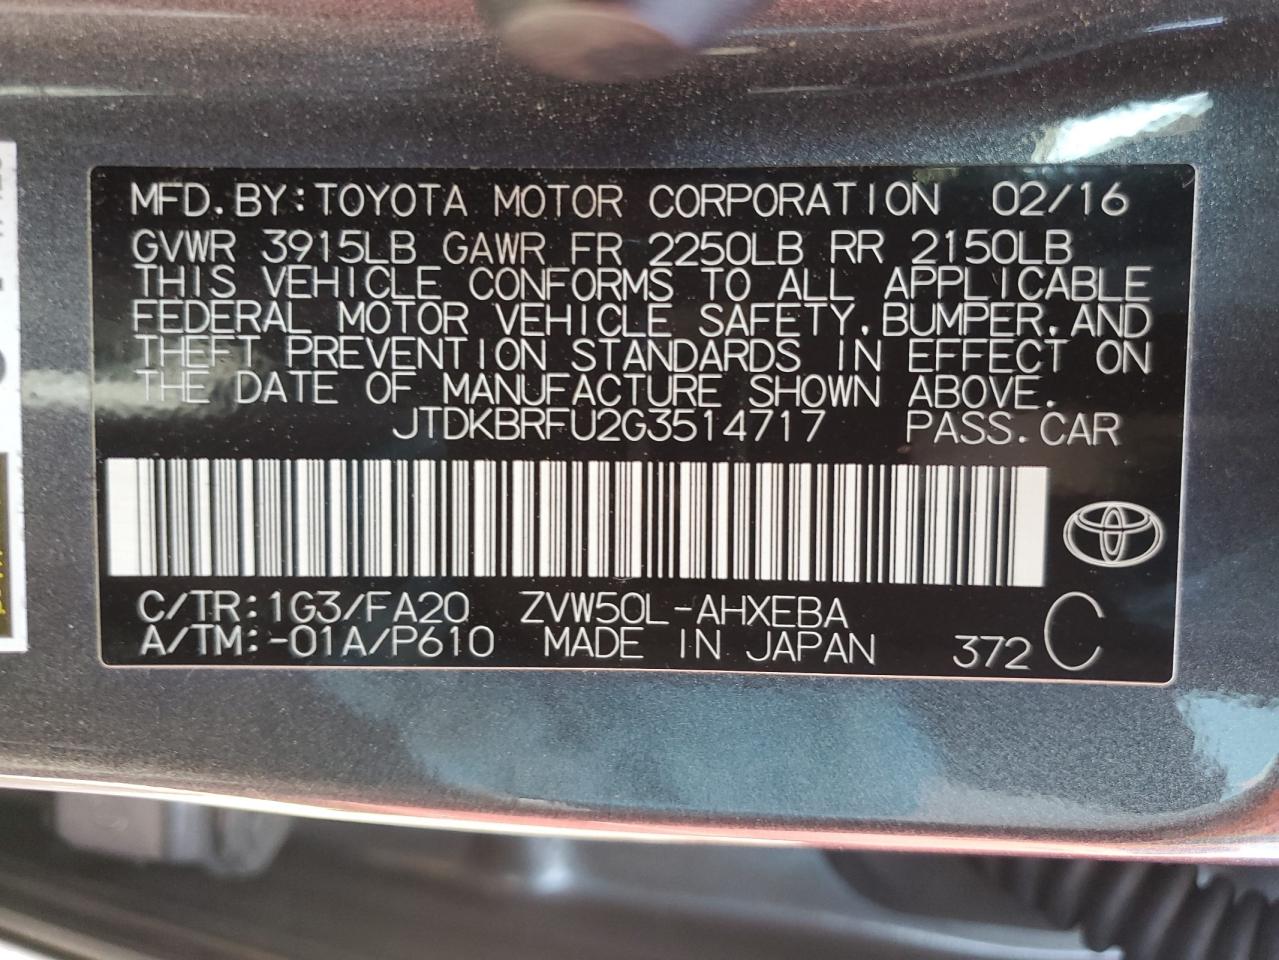 MFD.BY:TOYOTA MOTOR CORPORATION 02/16
GVWR 3915LB GAWR FR 2250LB RR 2150LB
THIS VEHICLE CONFORMS TO ALL APPLICABLE
FEDERAL MOTOR VEHICLE SAFETY,BUMPER,AND
THEFT PREVENTION STANDARDS IN EFFECT ON
THE DATE OF MANUFACTURE SHOWN ABOVE.
JTDKBRFU2G3514717 PASS.CAR
C/TR:1G3/FA20 ZVW50L-AHXEBA
A/TM:-01A/P610 MADE IN JAPAN 372 C